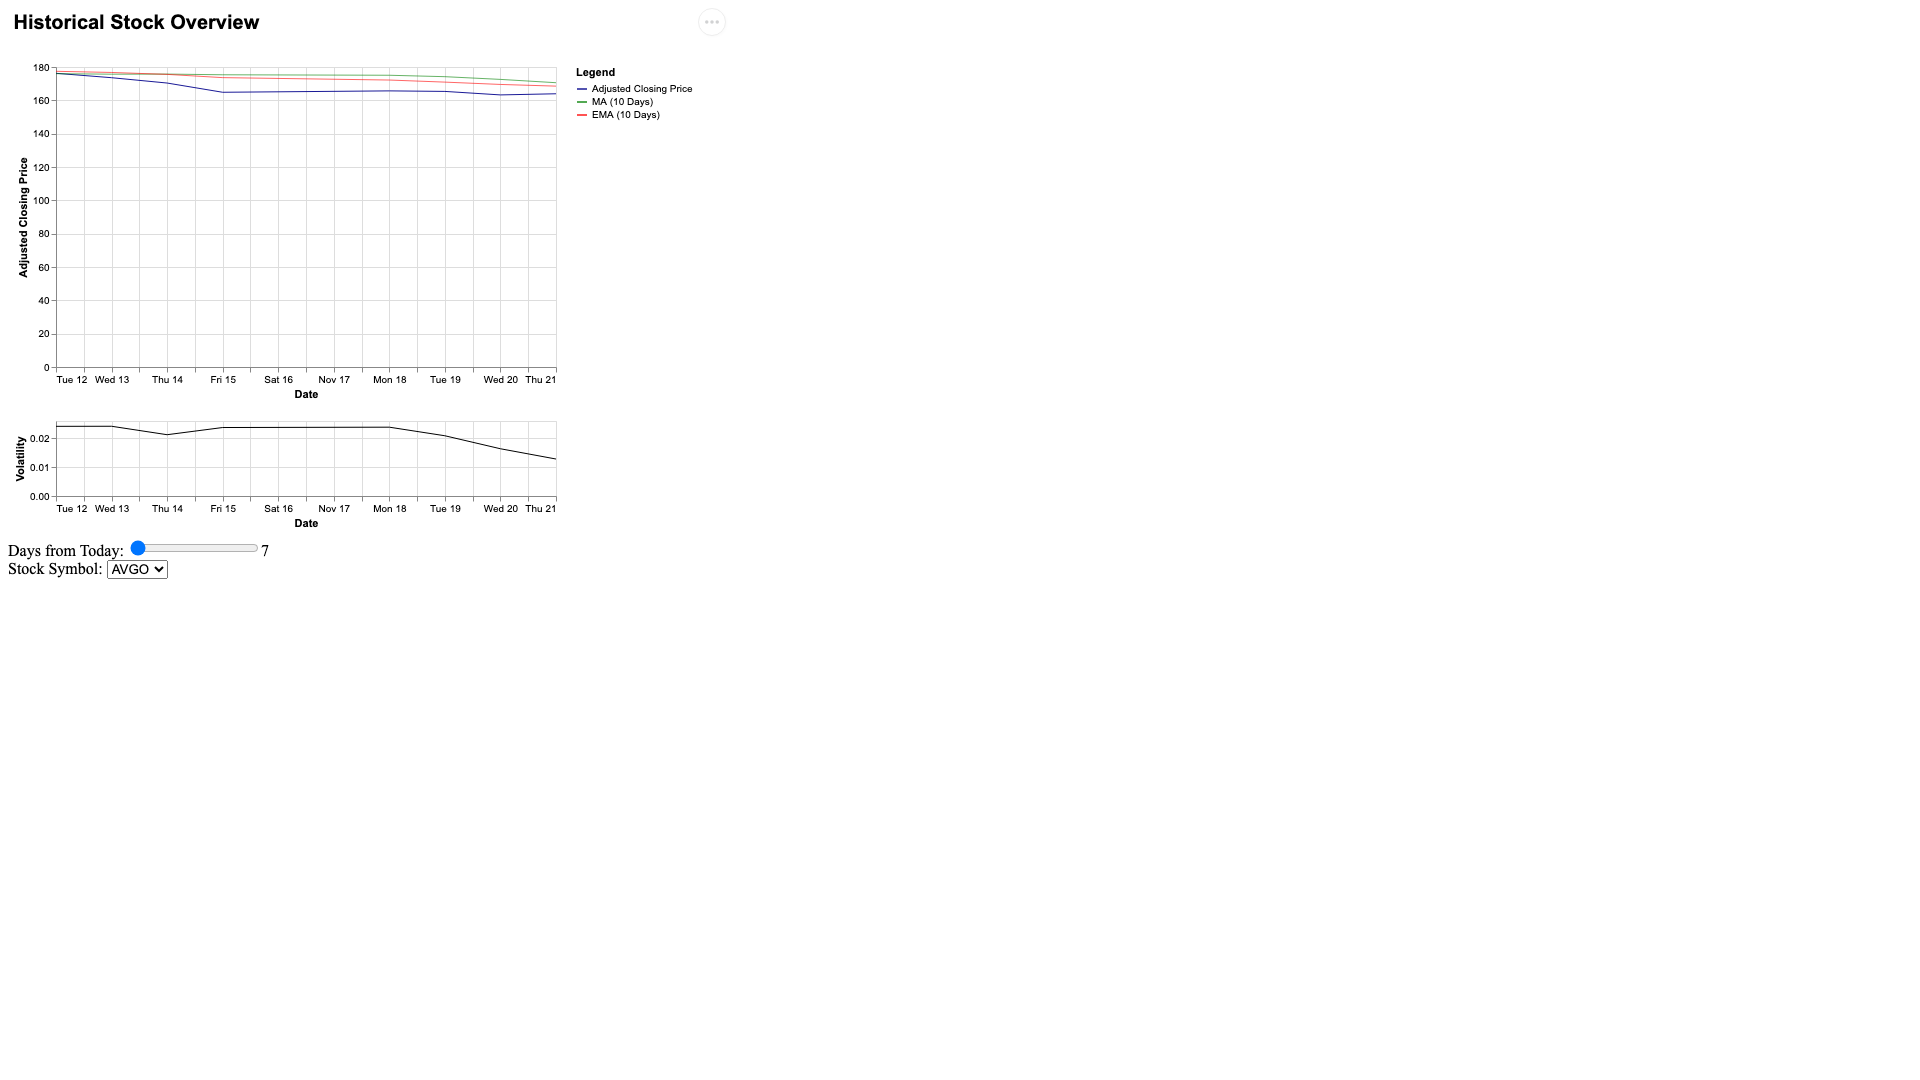 Historical Stock Overview
180
160
140
120
100
80
60
40
20
0
Adjusted Closing Price
Tue 12 Wed 13 Thu 14 Fri 15 Sat 16 Nov 17 Mon 18 Tue 19 Wed 20 Thu 21
Date
Legend
Adjusted Closing Price
MA (10 Days)
EMA (10 Days)
0.02
0.01
0.00
Volatility
Tue 12 Wed 13 Thu 14 Fri 15 Sat 16 Nov 17 Mon 18 Tue 19 Wed 20 Thu 21
Date
Days from Today: 7
Stock Symbol: AVGO